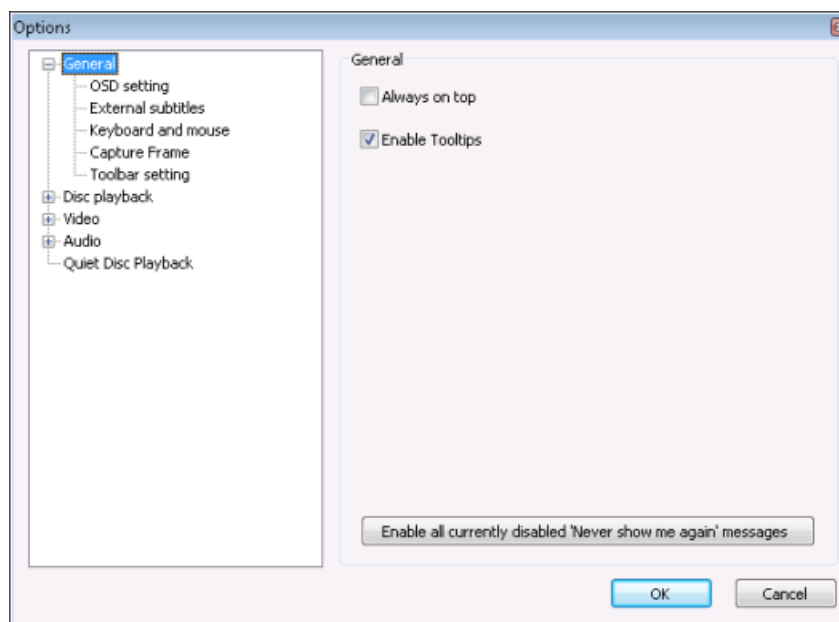 Options
General
OSD setting
External subtitles
Keyboard and mouse
Capture Frame
Toolbar setting
Disc playback
Video
Audio
Quiet Disc Playback
General
Always on top
Enable Tooltips
Enable all currently disabled 'Never show me again' messages
OK
Cancel